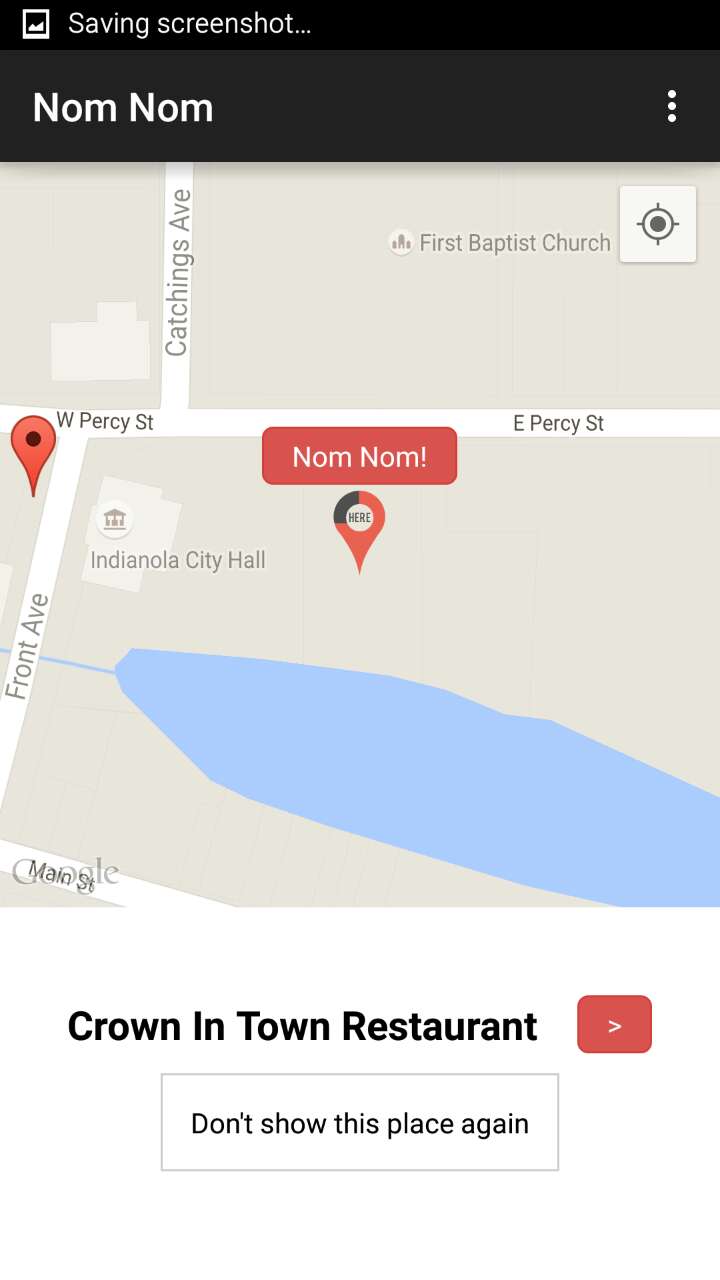 Saving screenshot...
Nom Nom
Catchings Ave
First Baptist Church
W Percy St
E Percy St
Nom Nom!
HERE
Indianola City Hall
Front Ave
Google
Main St
Crown In Town Restaurant
>
Don't show this place again